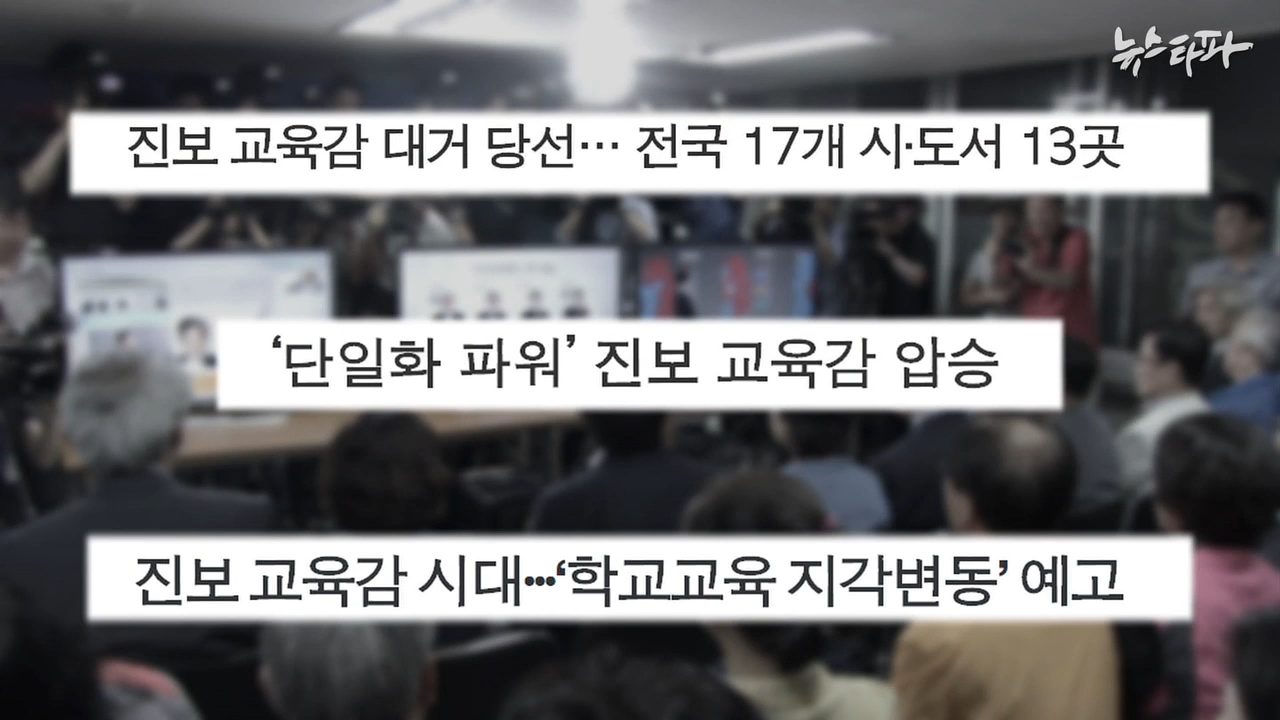 뉴스타파
진보 교육감 대거 당선… 전국 17개 시·도서 13곳
‘단일화 파워’ 진보 교육감 압승
진보 교육감 시대…‘학교교육 지각변동’ 예고